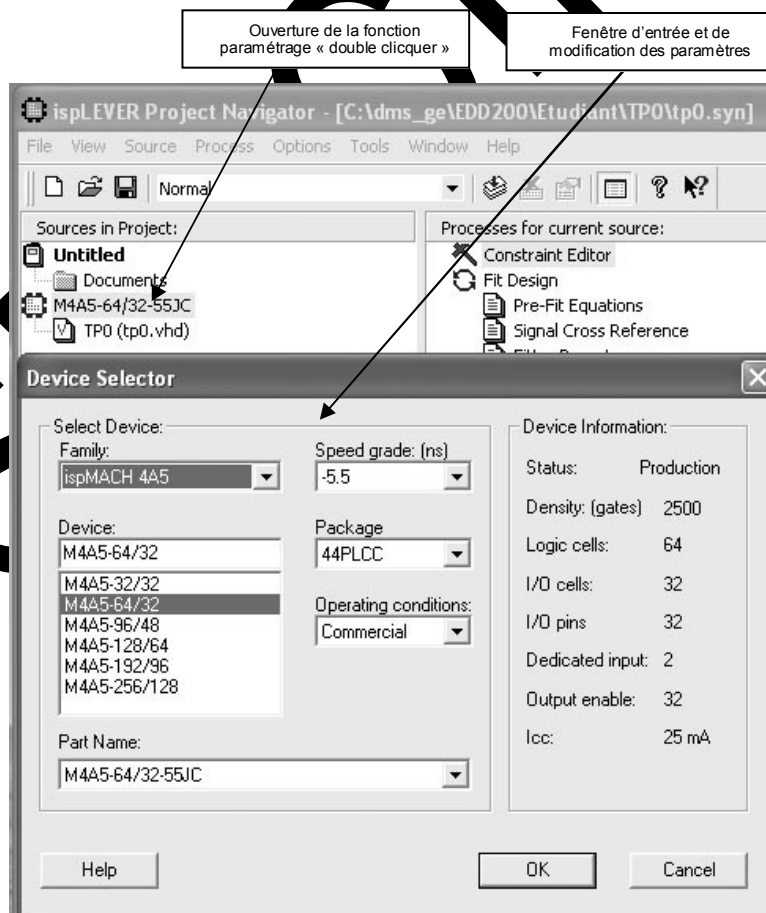 Ouverture de la fonction
paramétrage « double clicquer »
Fenêtre d'entrée et de
modification des paramètres
ispLEVER Project Navigator - [C:\dms_ge\EDD200\Etudiant\TP0\tp0.syn]
File View Source Process Options Tools Window Help
Normal
Sources in Project:
Untitled
Documents
M4A5-64/32-55JC
TP0 (tp0.vhd)
Processes for current source:
Constraint Editor
Fit Design
Pre-Fit Equations
Signal Cross Reference
Device Selector
Select Device:
Family:
ispMACH 4A5
Speed grade: (ns)
-5.5
Device:
M4A5-64/32
M4A5-32/32
M4A5-64/32
M4A5-96/48
M4A5-128/64
M4A5-192/96
M4A5-256/128
Package
44PLCC
Operating conditions:
Commercial
Part Name:
M4A5-64/32-55JC
Device Information:
Status: Production
Density: (gates) 2500
Logic cells: 64
I/O cells: 32
I/O pins 32
Dedicated input: 2
Output enable: 32
Icc: 25 mA
Help
OK
Cancel